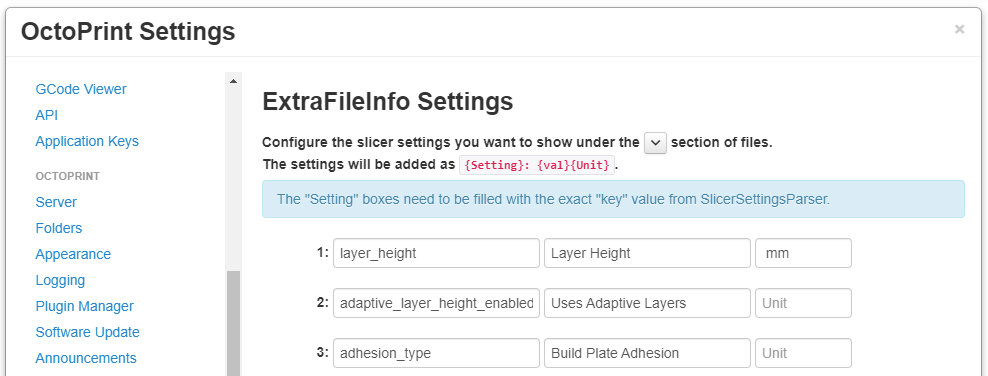 OctoPrint Settings
×
GCode Viewer
API
Application Keys
OCTOPRINT
Server
Folders
Appearance
Logging
Plugin Manager
Software Update
Announcements
ExtraFileInfo Settings
Configure the slicer settings you want to show under the section of files.
The settings will be added as {Setting}: {val}{Unit}.
The "Setting" boxes need to be filled with the exact "key" value from SlicerSettingsParser.
1: layer_height Layer Height mm
2: adaptive_layer_height_enabled Uses Adaptive Layers Unit
3: adhesion_type Build Plate Adhesion Unit